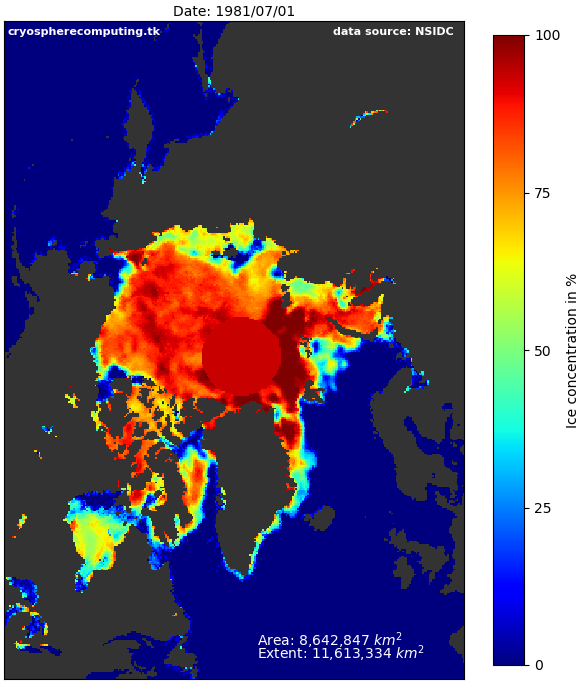 Date: 1981/07/01
cryospherecomputing.tk
data source: NSIDC
100
75
50
25
0
Ice concentration in %
Area: 8,642,847 km²
Extent: 11,613,334 km²